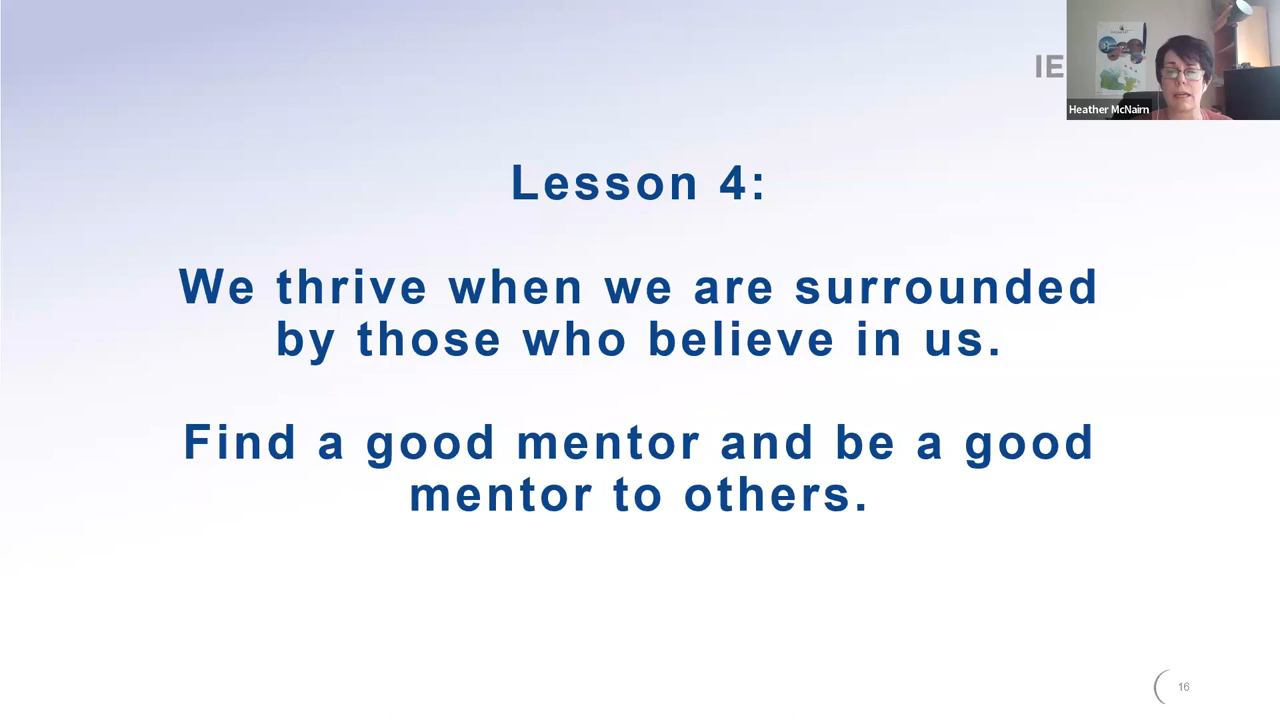 IE
Heather McNairn
Lesson 4:
We thrive when we are surrounded
by those who believe in us.
Find a good mentor and be a good
mentor to others.
16